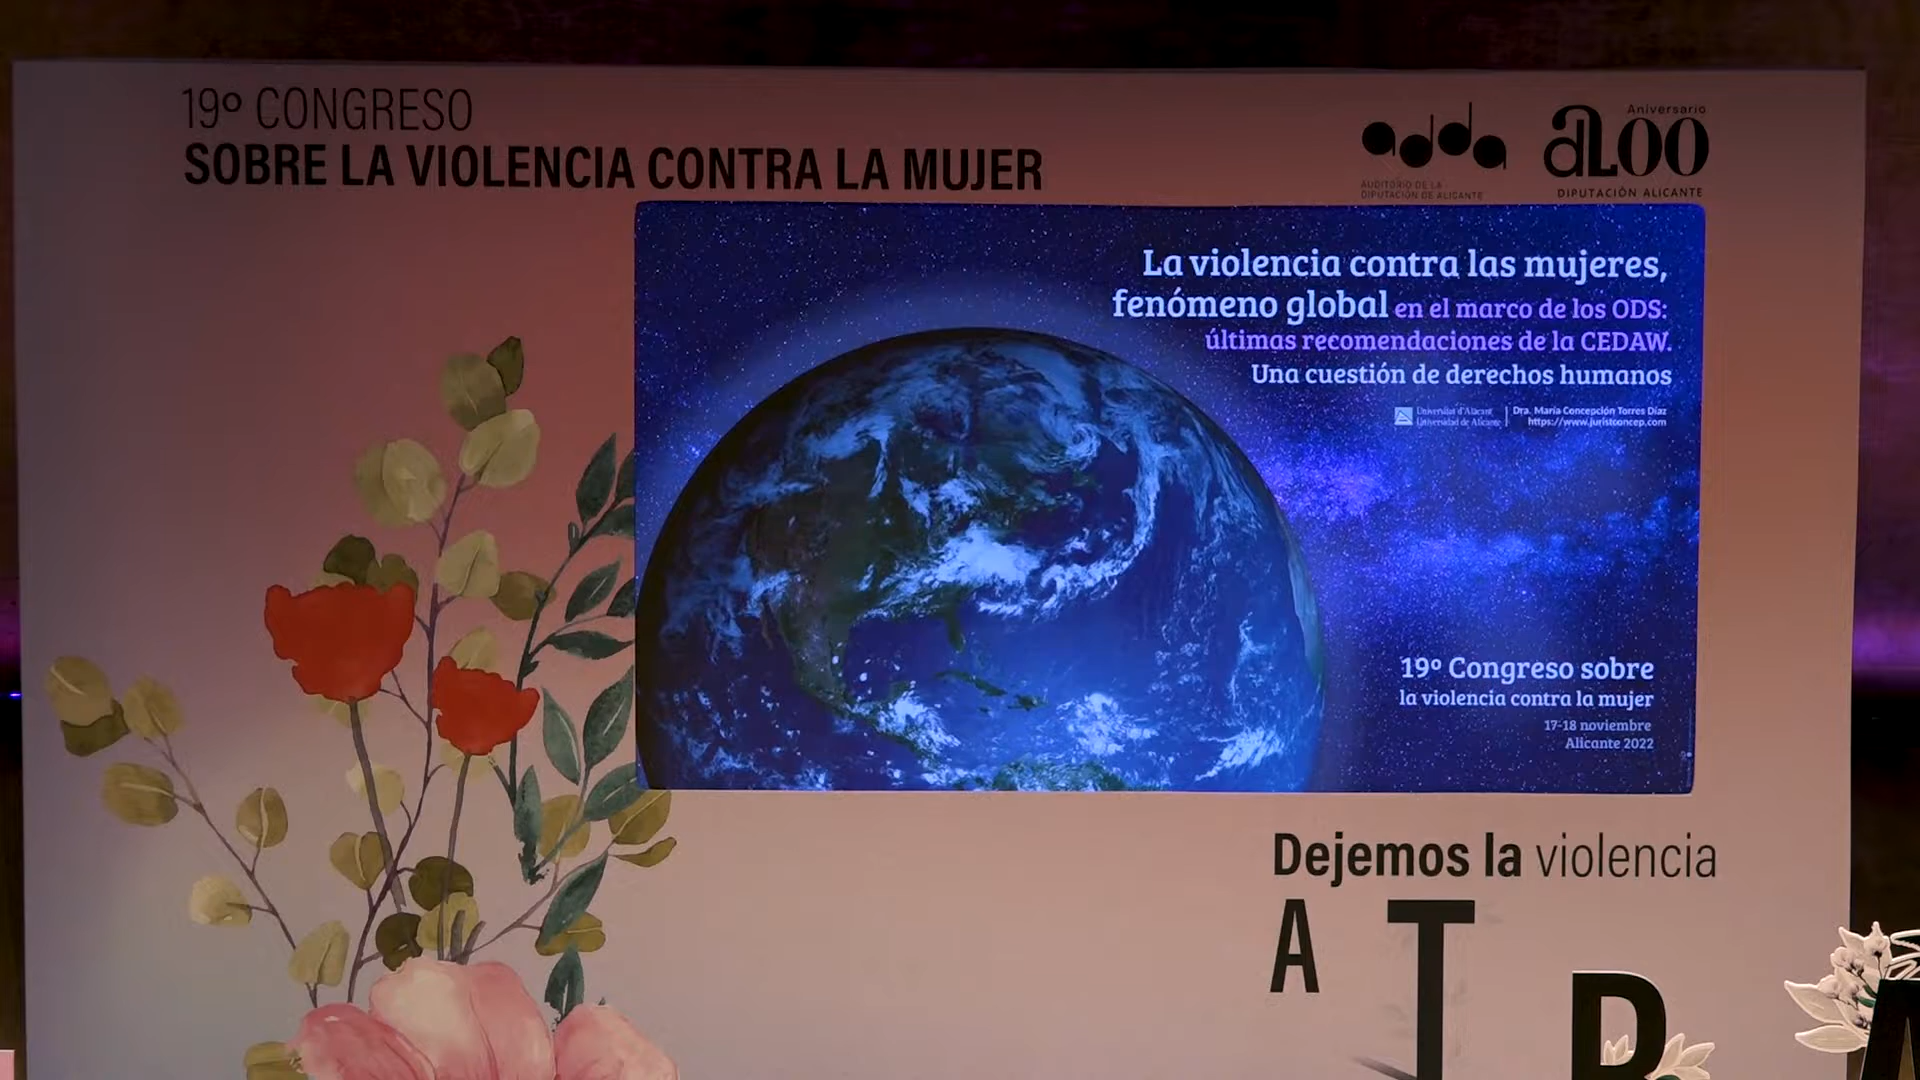 19º CONGRESO
SOBRE LA VIOLENCIA CONTRA LA MUJER
adda
AUDITORIO DE LA
DIPUTACIÓN DE ALICANTE
Aniversario
DIPUTACIÓN ALICANTE
La violencia contra las mujeres,
fenómeno global en el marco de los ODS:
últimas recomendaciones de la CEDAW.
Una cuestión de derechos humanos
Universitat d'Alacant
Universidad de Alicante
Dra. María Concepción Torres Díaz
https://www.juristconcep.com
19º Congreso sobre
la violencia contra la mujer
17-18 noviembre
Alicante 2022
Dejemos la violencia
A T R A